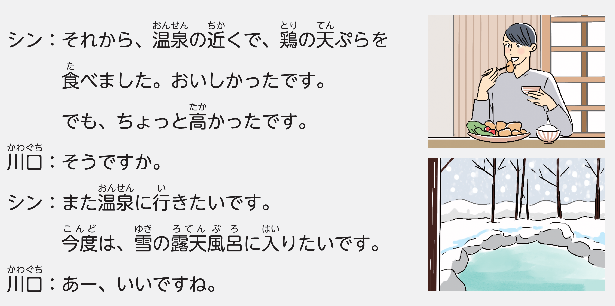 シン：それから、温泉の近くで、鶏の天ぷらを
食べました。おいしかったです。
でも、ちょっと高かったです。
川口：そうですか。
シン：また温泉に行きたいです。
今度は、雪の露天風呂に入りたいです。
川口：あー、いいですね。